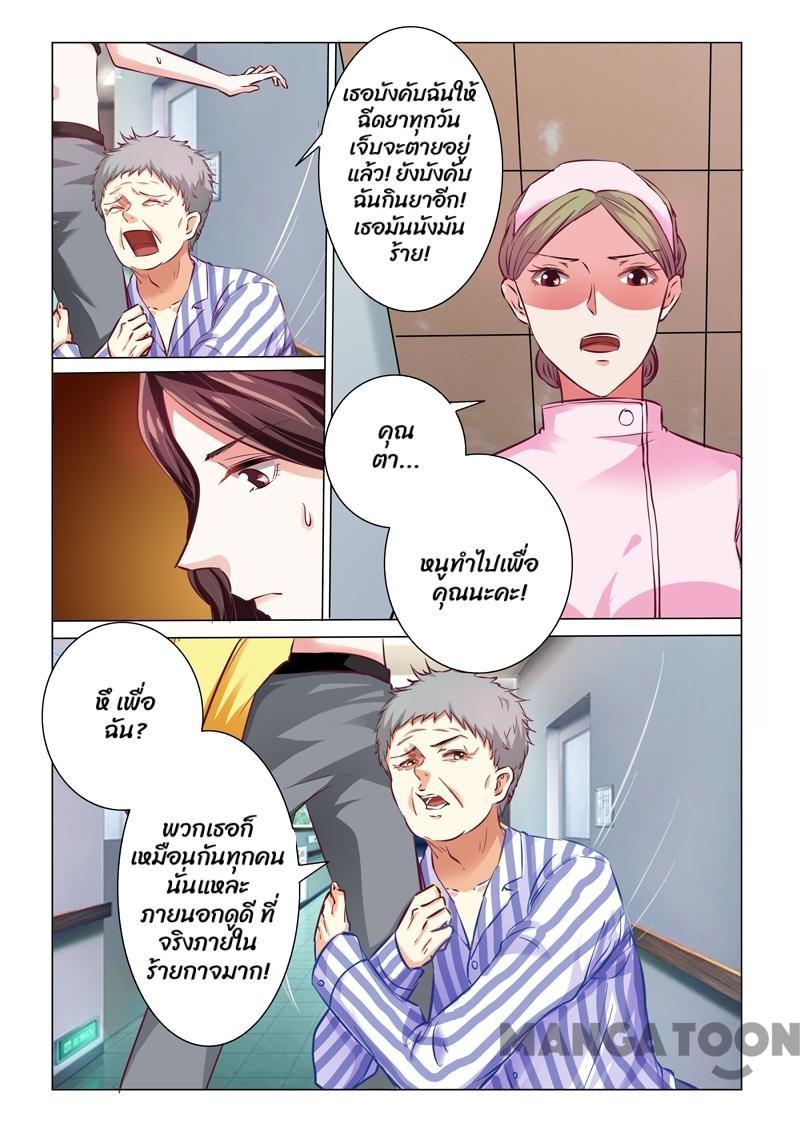 เธอบังคับฉันให้
ฉีดยาทุกวัน
เจ็บจะตายอยู่
แล้ว! ยังบังคับ
ฉันกินยาอีก!
เธอมันนังมัน
ร้าย!
คุณ
ตา...
หนูทำไปเพื่อ
คุณนะคะ!
หึ เพื่อ
ฉัน?
พวกเธอก็
เหมือนกันทุกคน
นั่นแหละ
ภายนอกดูดี ที่
จริงภายใน
ร้ายกาจมาก!
MANGATOON